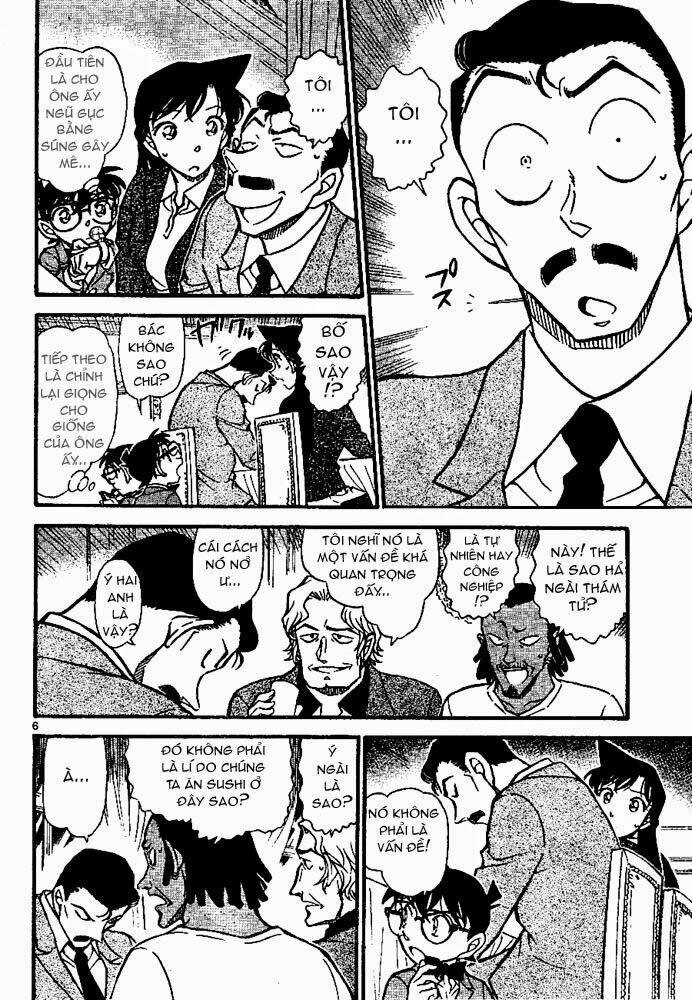 TÔI
...
プス
TÔI
...
ĐẦU TIÊN
LÀ CHO
ÔNG ẤY
NGŨ GỤC
BẰNG
SÚNG GÂY
MÊ...
BỐ
SAO
VẬY
!?
BÁC
KHÔNG
SAO
CHỨ?
TIẾP THEO
LÀ CHỈNH
LẠI GIỌNG
CHO
GIỐNG
CỦA ÔNG
ẤY...
NÀY! THẾ
LÀ SAO HẢ
NGÀI THÁM
TỬ?
LÀ TỰ
NHIÊN HAY
CÔNG
NGHIỆP
!?
TÔI NGHĨ NÓ LÀ
MỘT VẤN ĐỀ KHÁ
QUAN TRỌNG
ĐẤY..
CÁI CÁCH
NÓ NỞ
Ư...
Ý HAI
ANH
LÀ
VẬY?
6
NÓ KHÔNG
PHẢI LÀ
VẤN ĐỀ!
Ý
NGÀI
LÀ
SAO?
ĐÓ KHÔNG PHẢI
LÀ LÍ DO CHÚNG
TA ĂN SUSHI Ở
ĐÂY SAO?
À...